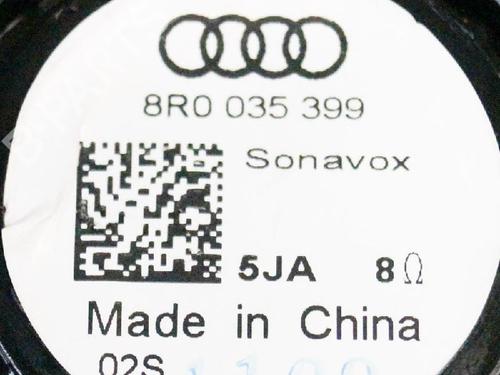 8R0 035 399
Sonavox
5JA 8Ω
Made in China
02S